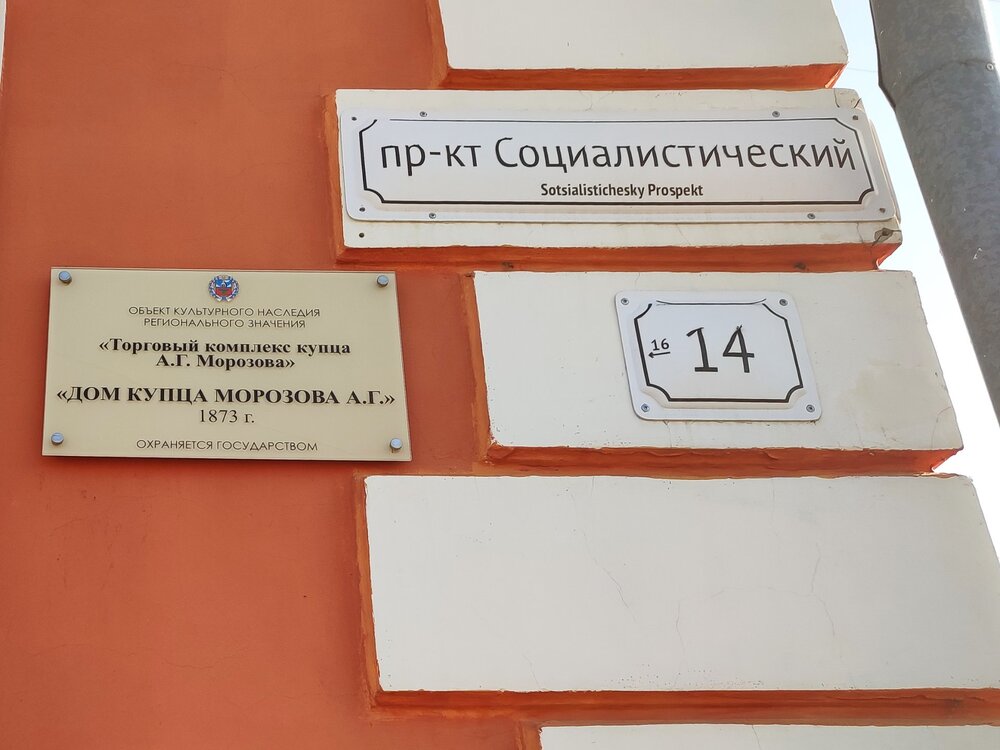 пр-кт Социалистический
Sotsialistichesky Prospekt
ОБЪЕКТ КУЛЬТУРНОГО НАСЛЕДИЯ
РЕГИОНАЛЬНОГО ЗНАЧЕНИЯ
«Торговый комплекс купца
А.Г. Морозова»
«ДОМ КУПЦА МОРОЗОВА А.Г.»
1873 г.
ОХРАНЯЕТСЯ ГОСУДАРСТВОМ
16
14